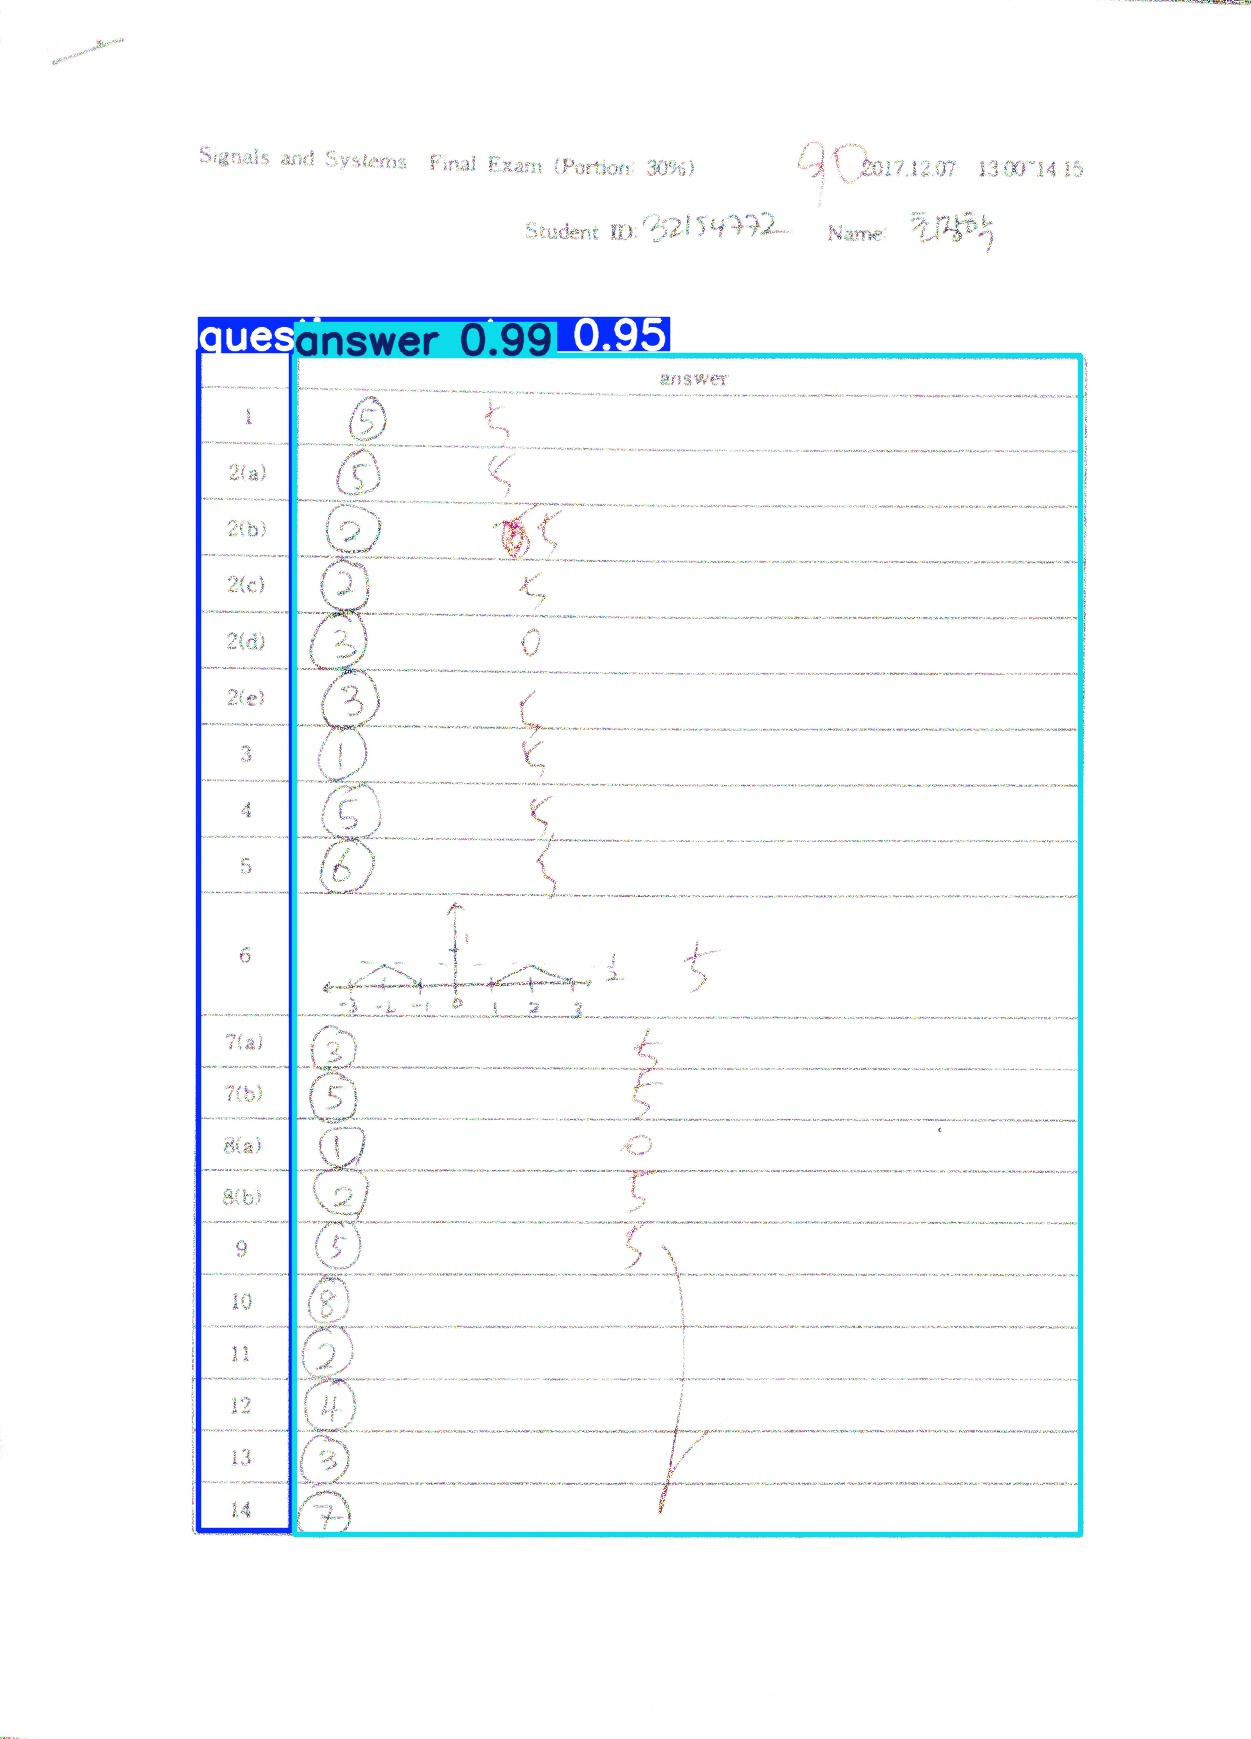 Signals and Systems Final Exam (Portion: 30%) 90 2017.12.07 13:00~14:15
Student ID: 32154772 Name:
ques 0.95
answer 0.99
answer
1 5 5
2(a) 5 5
2(b) 2 5
2(c) 2 5
2(d) 3 0
2(e) 3 5
3 1 5
4 5 5
5 6 5
6 1 1/2 5
-3 -2 -1 0 1 2 3
7(a) 3 5
7(b) 5 5
8(a) 1 0
8(b) 2 5
9 5 5
10 8
11 2
12 4
13 3
14 7